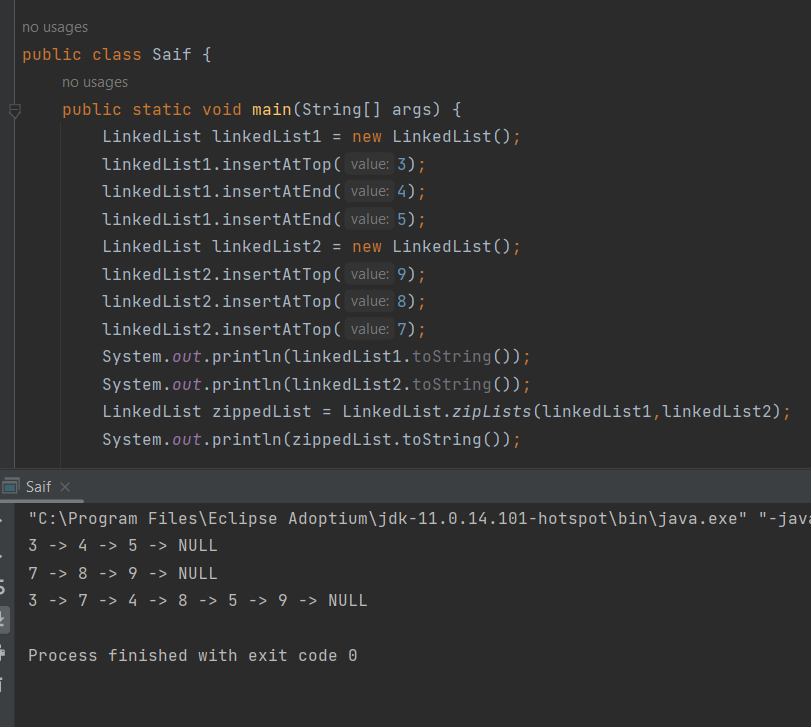 no usages
public class Saif {
no usages
public static void main(String[] args) {
LinkedList linkedList1 = new LinkedList();
linkedList1.insertAtTop( value: 3);
linkedList1.insertAtEnd( value: 4);
linkedList1.insertAtEnd( value: 5);
LinkedList linkedList2 = new LinkedList();
linkedList2.insertAtTop( value: 9);
linkedList2.insertAtTop( value: 8);
linkedList2.insertAtTop( value: 7);
System.out.println(linkedList1.toString());
System.out.println(linkedList2.toString());
LinkedList zippedList = LinkedList.zipLists(linkedList1,linkedList2);
System.out.println(zippedList.toString());
Saif
"C:\Program Files\Eclipse Adoptium\jdk-11.0.14.101-hotspot\bin\java.exe" "-java
3 -> 4 -> 5 -> NULL
7 -> 8 -> 9 -> NULL
3 -> 7 -> 4 -> 8 -> 5 -> 9 -> NULL
Process finished with exit code 0